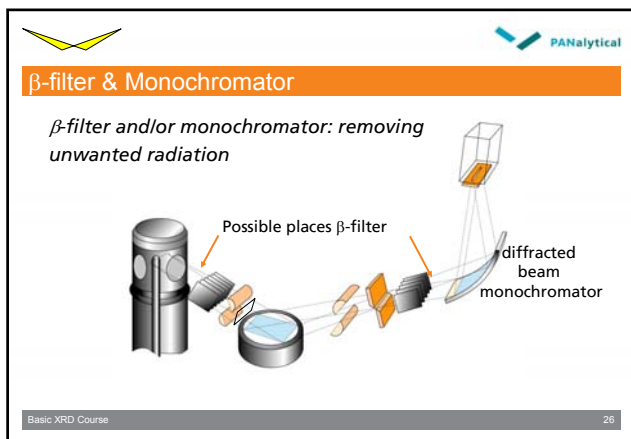 PANalytical
β-filter & Monochromator
β-filter and/or monochromator: removing
unwanted radiation
Possible places β-filter
diffracted
beam
monochromator
Basic XRD Course
26